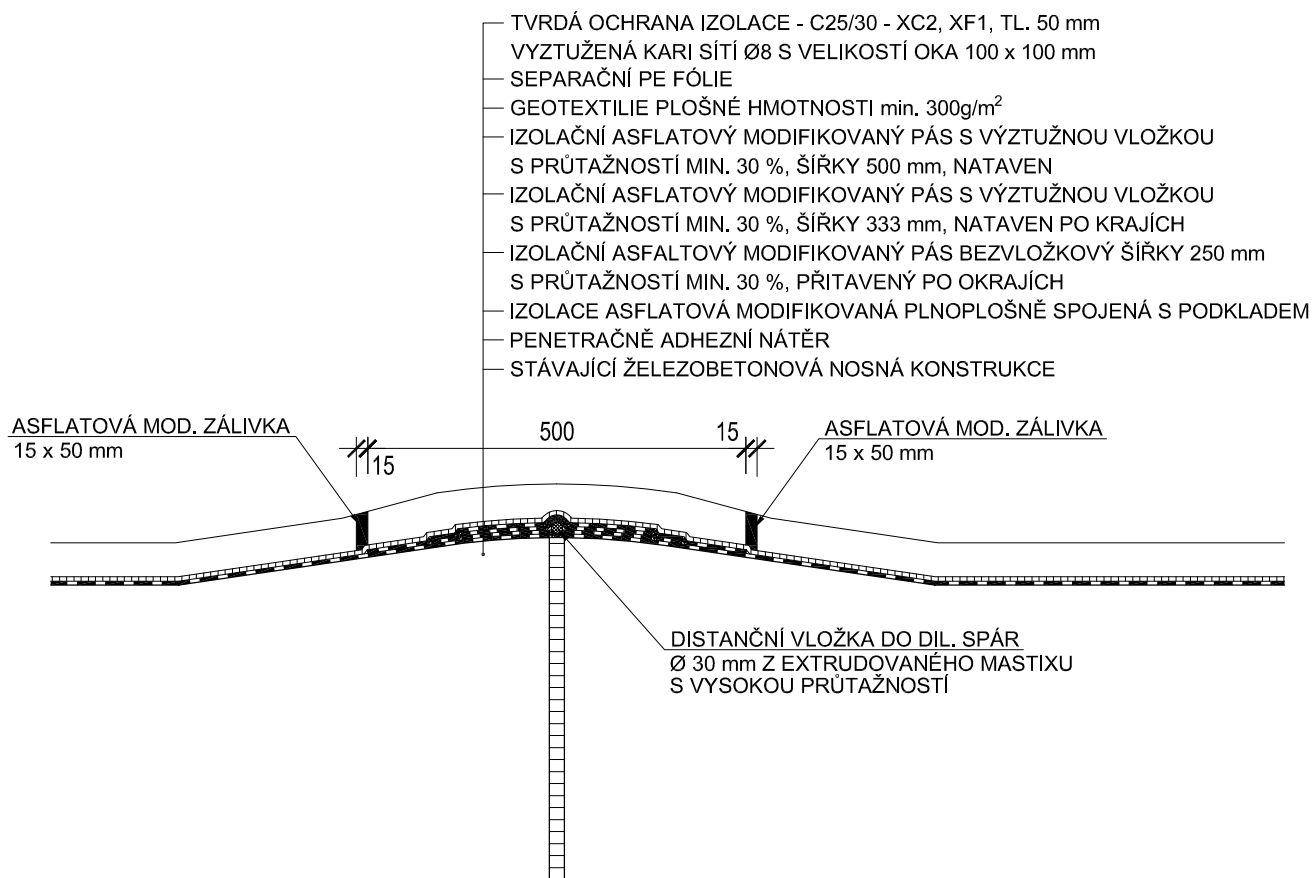 TVRDÁ OCHRANA IZOLACE - C25/30 - XC2, XF1, TL. 50 mm
VYZTUŽENÁ KARI SÍTÍ Ø8 S VELIKOSTÍ OKA 100 x 100 mm
SEPARAČNÍ PE FÓLIE
GEOTEXTILIE PLOŠNÉ HMOTNOSTI min. 300g/m²
IZOLAČNÍ ASFLATOVÝ MODIFIKOVANÝ PÁS S VÝZTUŽNOU VLOŽKOU
S PRŮTAŽNOSTÍ MIN. 30 %, ŠÍŘKY 500 mm, NATAVEN
IZOLAČNÍ ASFLATOVÝ MODIFIKOVANÝ PÁS S VÝZTUŽNOU VLOŽKOU
S PRŮTAŽNOSTÍ MIN. 30 %, ŠÍŘKY 333 mm, NATAVEN PO KRAJÍCH
IZOLAČNÍ ASFALTOVÝ MODIFIKOVANÝ PÁS BEZVLOŽKOVÝ ŠÍŘKY 250 mm
S PRŮTAŽNOSTÍ MIN. 30 %, PŘITAVENÝ PO OKRAJÍCH
IZOLACE ASFLATOVÁ MODIFIKOVANÁ PLNOPLOŠNĚ SPOJENÁ S PODKLADEM
PENETRAČNĚ ADHEZNÍ NÁTĚR
STÁVAJÍCÍ ŽELEZOBETONOVÁ NOSNÁ KONSTRUKCE
ASFLATOVÁ MOD. ZÁLIVKA
15 x 50 mm
15
500
15
ASFLATOVÁ MOD. ZÁLIVKA
15 x 50 mm
DISTANČNÍ VLOŽKA DO DIL. SPÁR
Ø 30 mm Z EXTRUDOVANÉHO MASTIXU
S VYSOKOU PRŮTAŽNOSTÍ